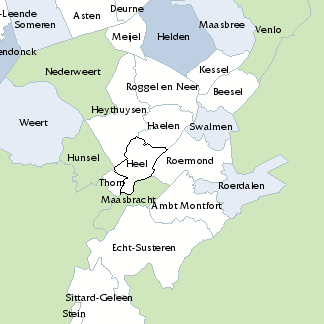 Deurne
-Leende
Asten
Someren
Maasbree
Venlo
Meijel
Helden
endonck
Nederweert
Kessel
Roggel en Neer
Beesel
Heythuysen
Weert
Haelen
Swalmen
Hunsel
Heel
Roermond
Thorn
Roerdalen
Maasbracht
Ambt Montfort
Echt-Susteren
Sittard-Geleen
Stein